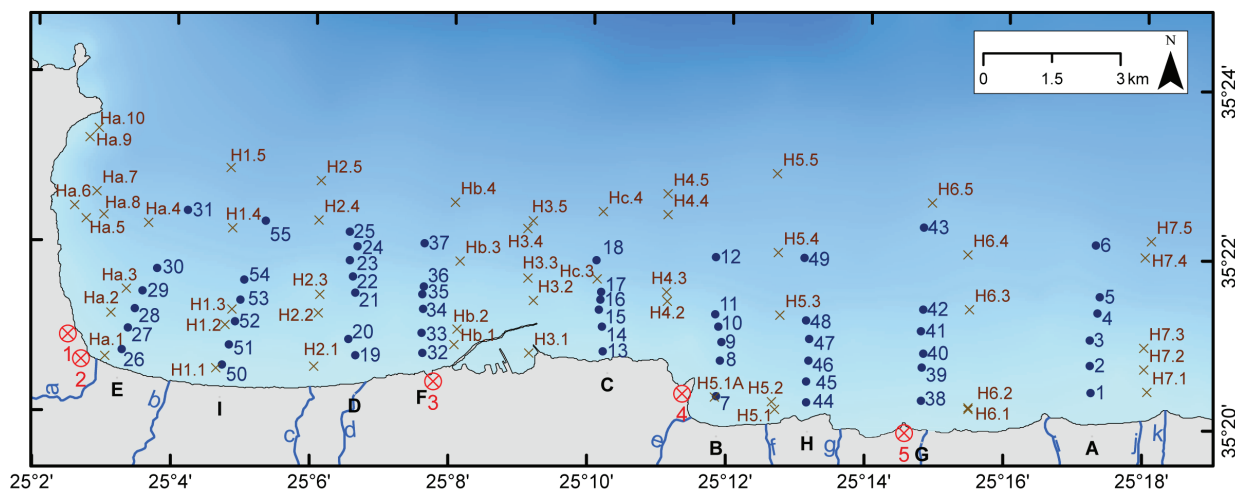 N
0 1.5 3 km
35°24'
Ha.10
Ha.9
H1.5
H2.5
H5.5
Ha.7
Ha.6
Ha.8
Ha.5
Ha.4
31
H1.4
55
H2.4
Hb.4
H3.5
Hc.4
H4.5
H4.4
H6.5
43
H7.5
25
24
37
H3.4
18
12
H5.4
49
H6.4
6
H7.4
35°22'
30
Ha.3
29
54
23
22
21
H2.3
Hb.3
36
35
H3.3
Hc.3
17
16
H4.3
H4.2
5
Ha.2
28
H1.3
53
H2.2
34
H3.2
15
11
H5.3
48
42
H6.3
4
27
H1.2
52
20
33
Hb.2
14
10
47
41
3
H7.3
1
Ha.1
26
51
19
32
Hb.1
H3.1
13
9
8
46
40
39
2
H7.2
2
50
H1.1
H2.1
45
H7.1
a
E
b
I
c
D
d
F
3
C
4
H5.1A
7
H5.2
H5.1
44
38
H6.2
H6.1
1
35°20'
e
B
f
H
g
5
G
i
A
j
k
25°2' 25°4' 25°6' 25°8' 25°10' 25°12' 25°14' 25°16' 25°18'